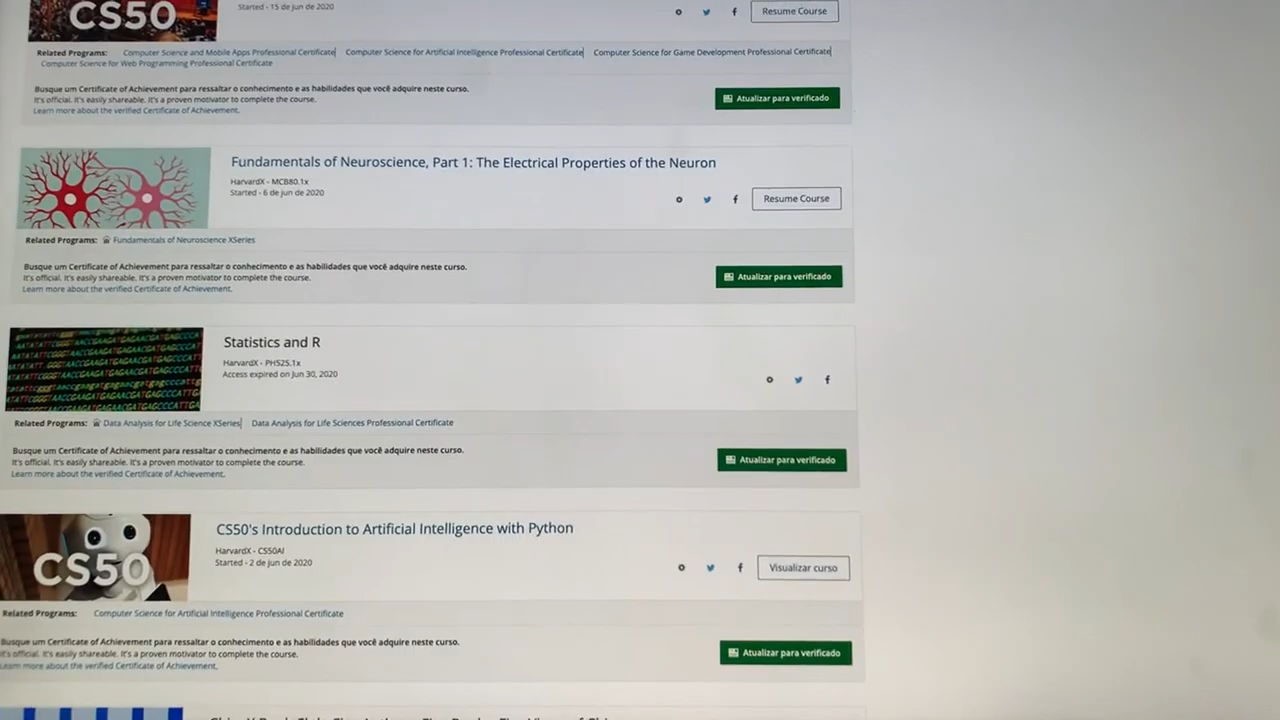 CS50
Started - 15 de jun de 2020
Resume Course
Related Programs: Computer Science and Mobile Apps Professional Certificate| Computer Science for Artificial Intelligence Professional Certificate| Computer Science for Game Development Professional Certificate|
Computer Science for Web Programming Professional Certificate
Busque um Certificate of Achievement para ressaltar o conhecimento e as habilidades que você adquire neste curso.
It's official. It's easily shareable. It's a proven motivator to complete the course.
Learn more about the verified Certificate of Achievement.
Atualizar para verificado
Fundamentals of Neuroscience, Part 1: The Electrical Properties of the Neuron
HarvardX - MCB80.1x
Started - 6 de jun de 2020
Resume Course
Related Programs: Fundamentals of Neuroscience XSeries
Busque um Certificate of Achievement para ressaltar o conhecimento e as habilidades que você adquire neste curso.
It's official. It's easily shareable. It's a proven motivator to complete the course.
Learn more about the verified Certificate of Achievement.
Atualizar para verificado
Statistics and R
HarvardX - PH525.1x
Access expired on Jun 30, 2020
Related Programs: Data Analysis for Life Science XSeries| Data Analysis for Life Sciences Professional Certificate
Busque um Certificate of Achievement para ressaltar o conhecimento e as habilidades que você adquire neste curso.
It's official. It's easily shareable. It's a proven motivator to complete the course.
Learn more about the verified Certificate of Achievement.
Atualizar para verificado
CS50
CS50's Introduction to Artificial Intelligence with Python
HarvardX - CS50AI
Started - 2 de jun de 2020
Visualizar curso
Related Programs: Computer Science for Artificial Intelligence Professional Certificate
Busque um Certificate of Achievement para ressaltar o conhecimento e as habilidades que você adquire neste curso.
It's official. It's easily shareable. It's a proven motivator to complete the course.
Learn more about the verified Certificate of Achievement.
Atualizar para verificado